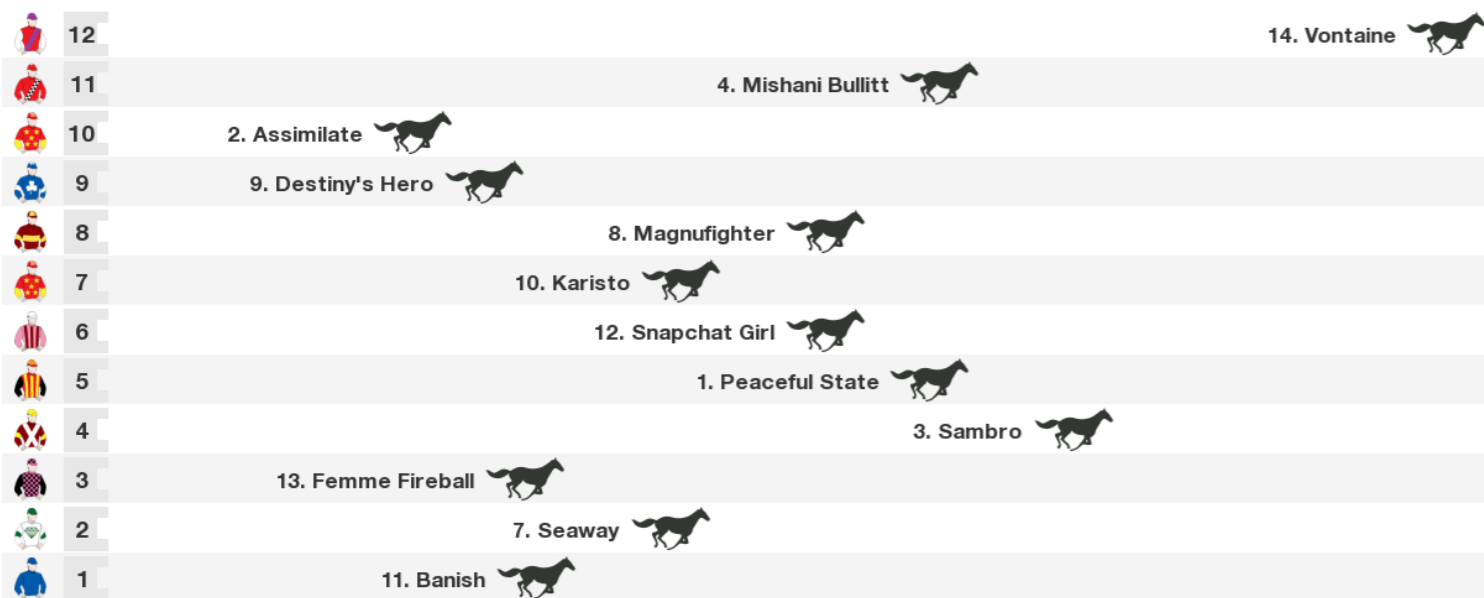 12 14. Vontaine
11 4. Mishani Bullitt
10 2. Assimilate
9 9. Destiny's Hero
8 8. Magnufighter
7 10. Karisto
6 12. Snapchat Girl
5 1. Peaceful State
4 3. Sambro
3 13. Femme Fireball
2 7. Seaway
1 11. Banish